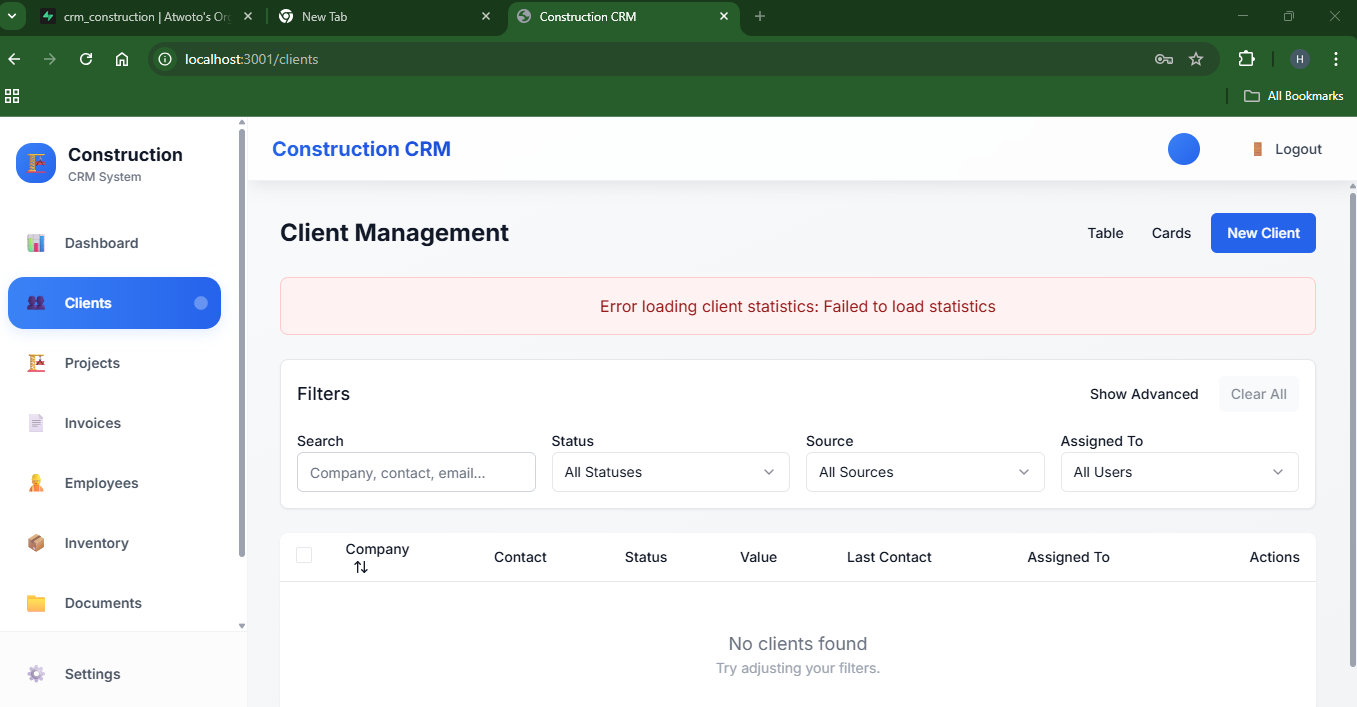 crm_construction | Atwoto's Org
New Tab
Construction CRM
localhost:3001/clients
H
All Bookmarks
Construction
CRM System
Dashboard
Clients
Projects
Invoices
Employees
Inventory
Documents
Settings
Construction CRM
Logout
Client Management
Table
Cards
New Client
Error loading client statistics: Failed to load statistics
Filters
Show Advanced
Clear All
Search
Status
Source
Assigned To
Company, contact, email...
All Statuses
All Sources
All Users
Company
Contact
Status
Value
Last Contact
Assigned To
Actions
No clients found
Try adjusting your filters.